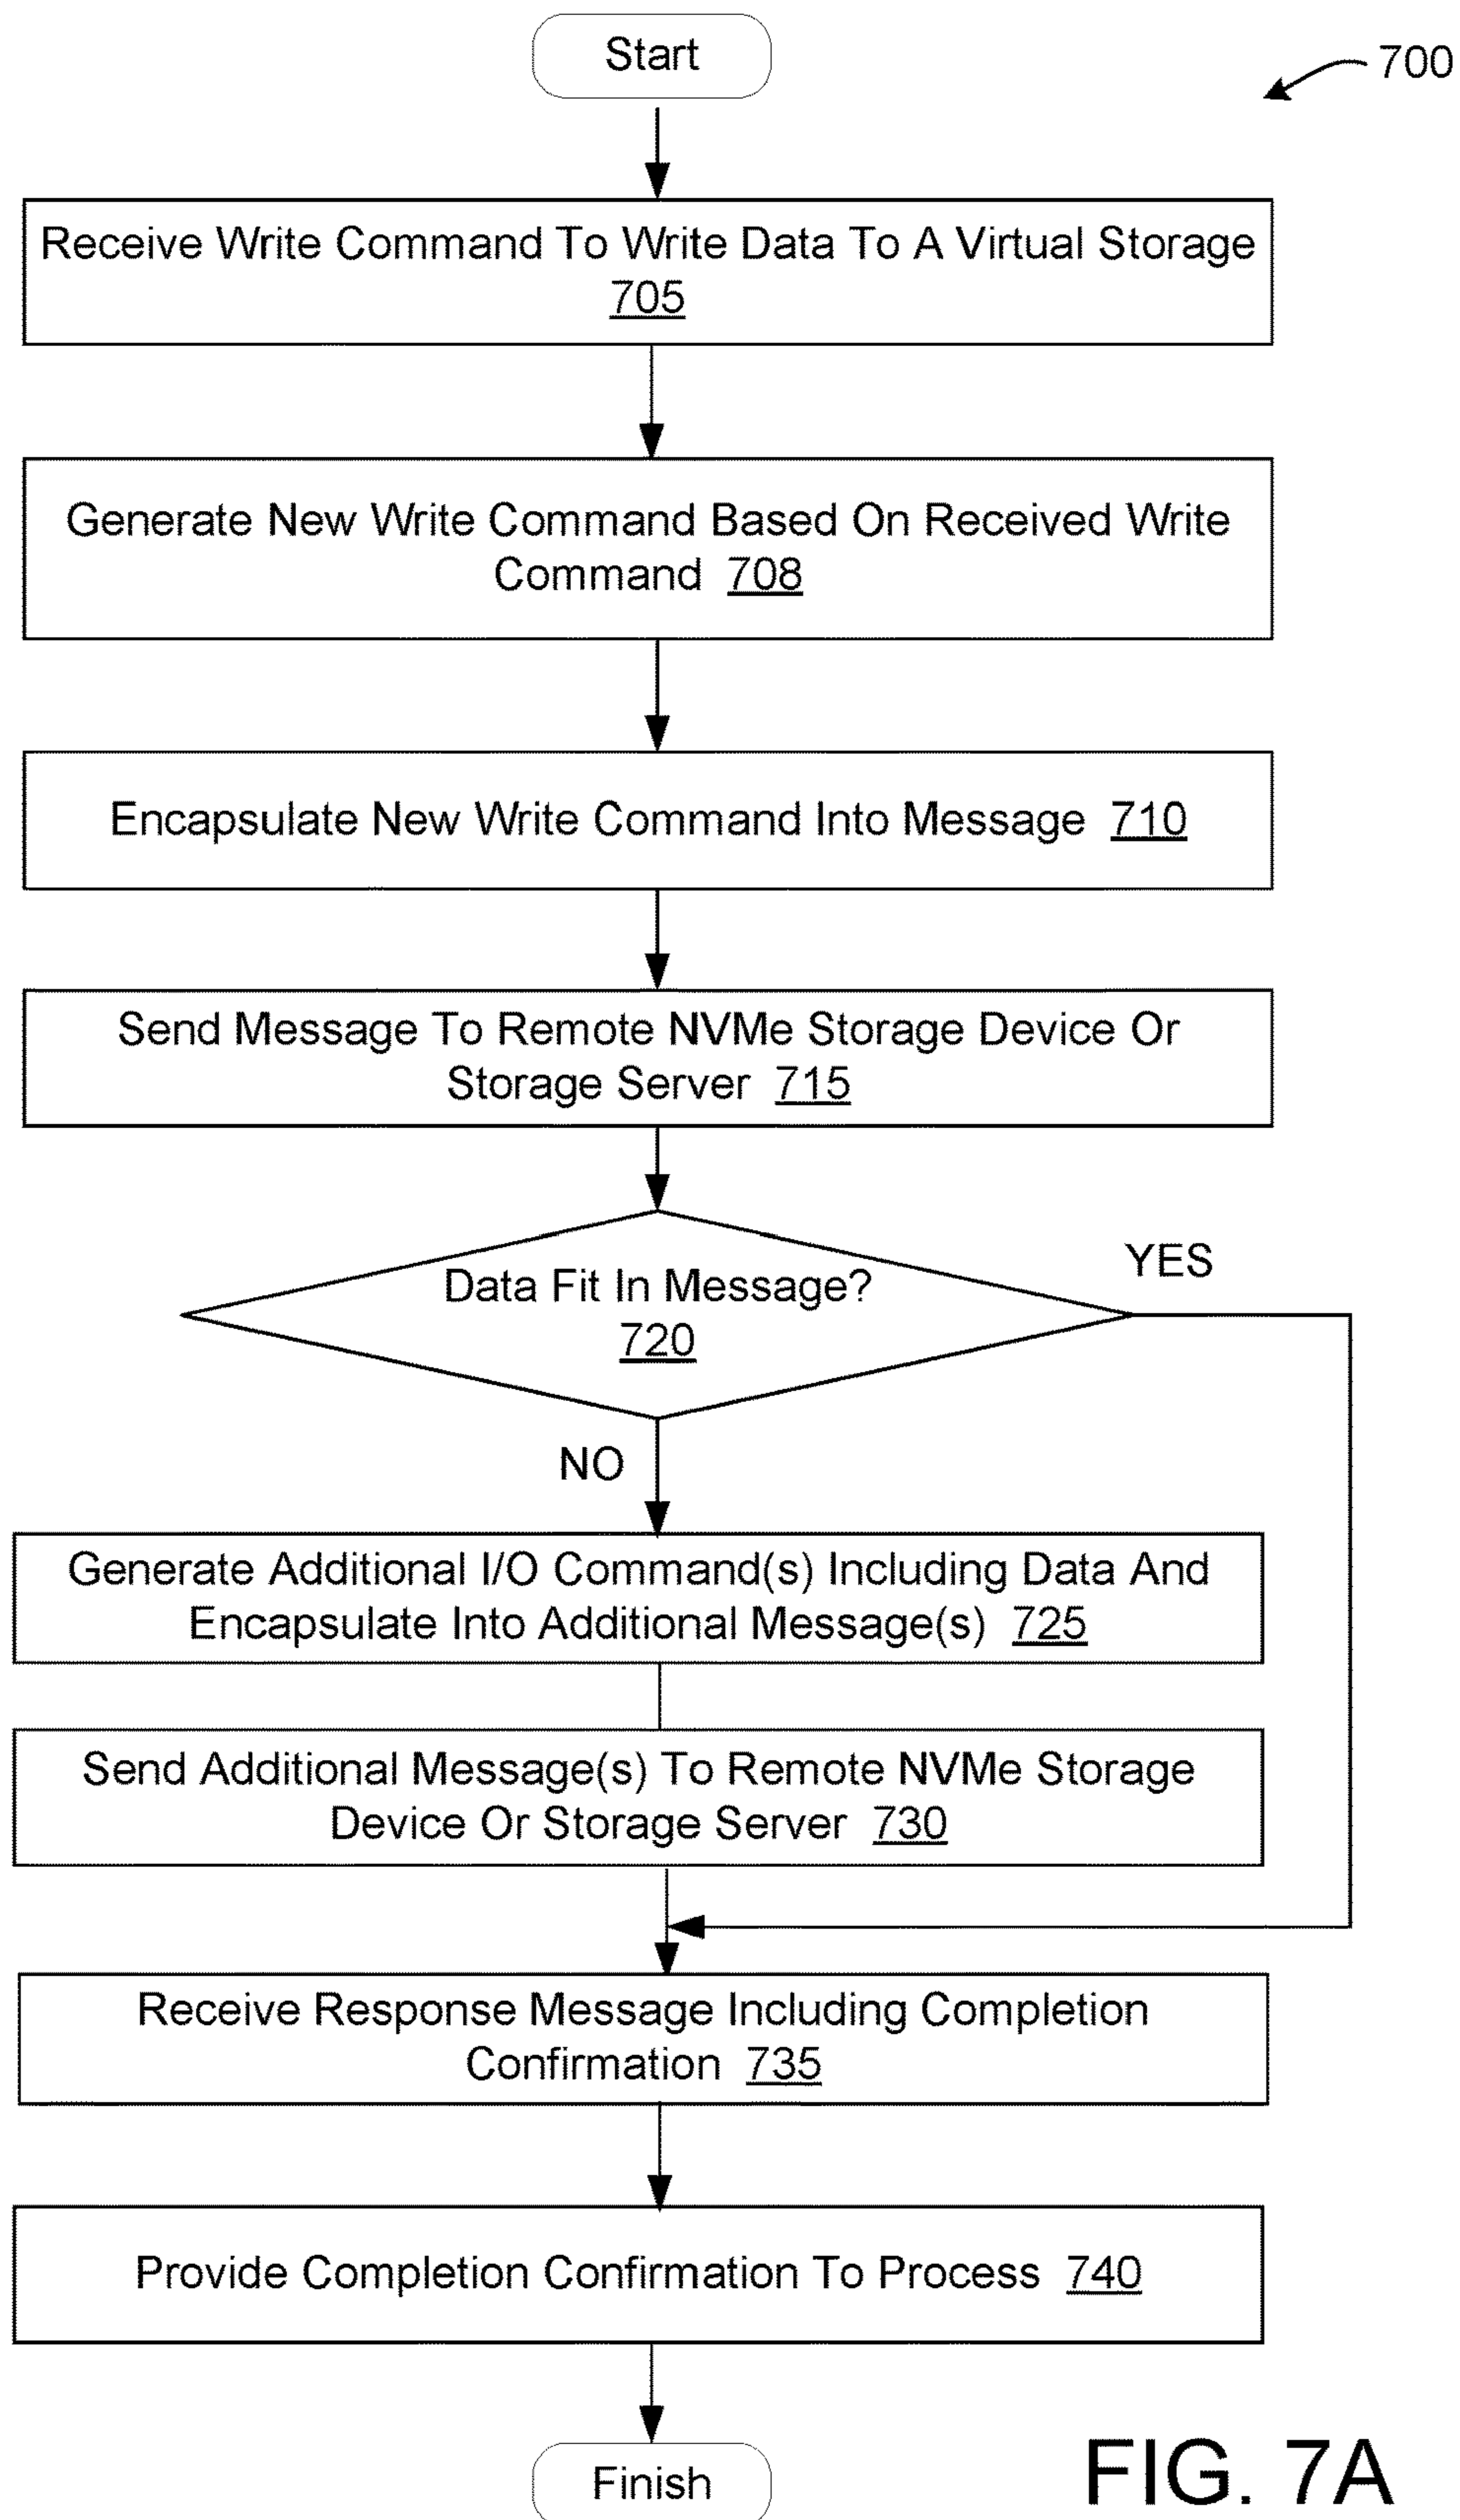 Start
700
Receive Write Command To Write Data To A Virtual Storage
705
Generate New Write Command Based On Received Write
Command 708
Encapsulate New Write Command Into Message 710
Send Message To Remote NVMe Storage Device Or
Storage Server 715
YES
Data Fit In Message?
720
NO
Generate Additional I/O Command(s) Including Data And
Encapsulate Into Additional Message(s) 725
Send Additional Message(s) To Remote NVMe Storage
Device Or Storage Server 730
Receive Response Message Including Completion
Confirmation 735
Provide Completion Confirmation To Process 740
Finish
FIG. 7A